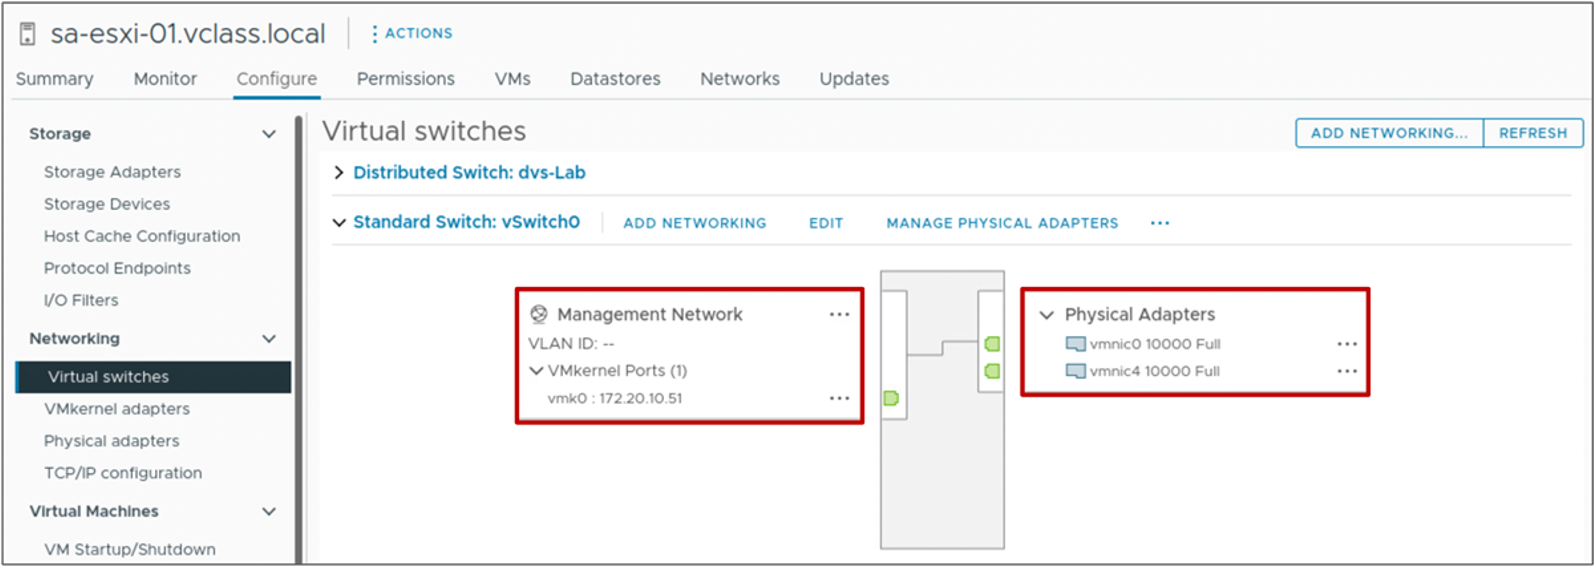 sa-esxi-01.vclass.local
ACTIONS
Summary Monitor Configure Permissions VMs Datastores Networks Updates
Storage
Storage Adapters
Storage Devices
Host Cache Configuration
Protocol Endpoints
I/O Filters
Networking
Virtual switches
VMkernel adapters
Physical adapters
TCP/IP configuration
Virtual Machines
VM Startup/Shutdown
Virtual switches
ADD NETWORKING... REFRESH
Distributed Switch: dvs-Lab
Standard Switch: vSwitch0 ADD NETWORKING EDIT MANAGE PHYSICAL ADAPTERS ...
Management Network ...
VLAN ID: --
VMkernel Ports (1)
vmk0 : 172.20.10.51 ...
Physical Adapters
vmnic0 10000 Full ...
vmnic4 10000 Full ...